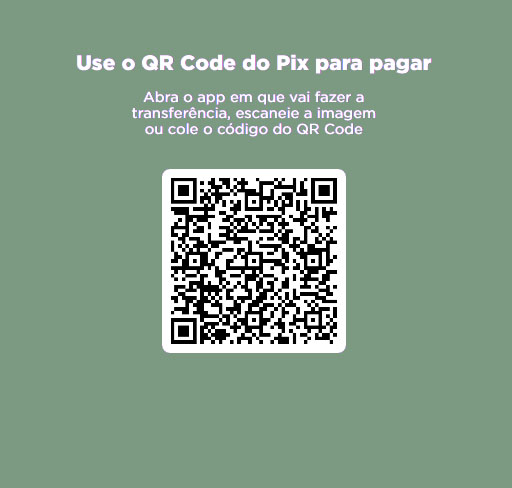 Use o QR Code do Pix para pagar
Abra o app em que vai fazer a
transferência, escaneie a imagem
ou cole o código do QR Code